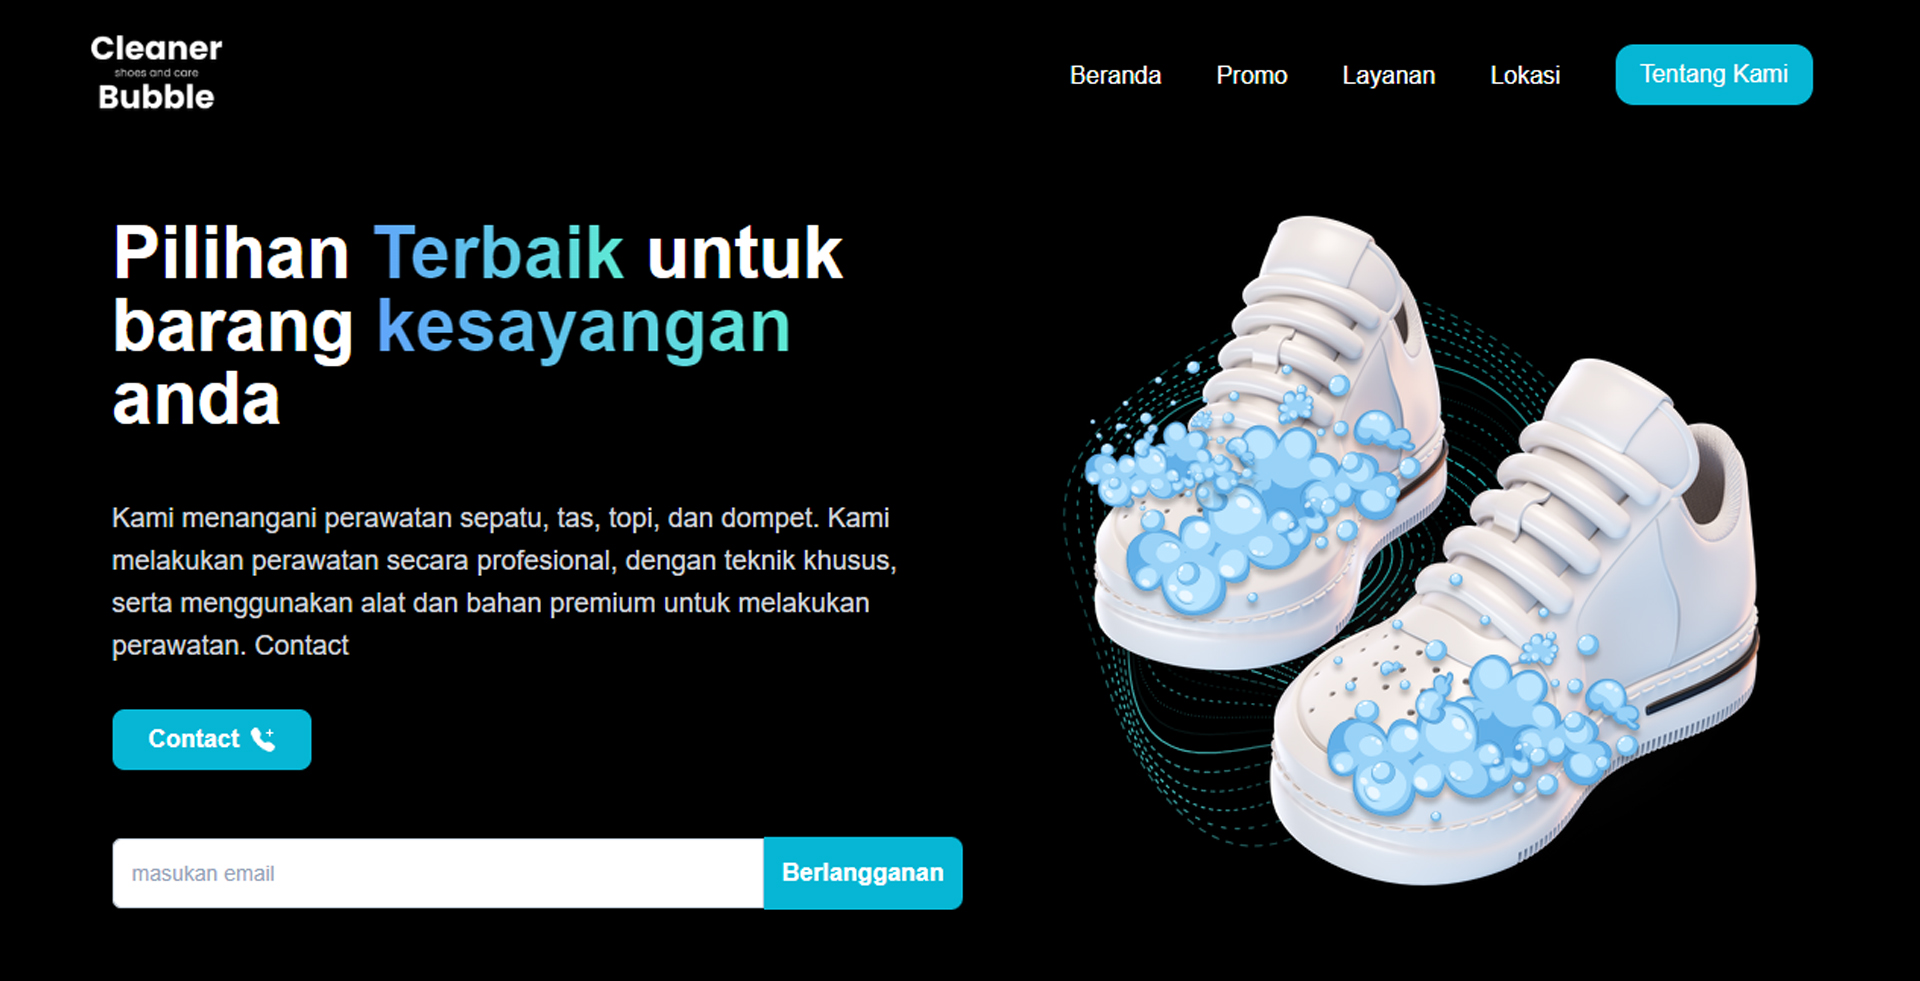 Cleaner
shoes and care
Bubble
Beranda Promo Layanan Lokasi Tentang Kami
Pilihan Terbaik untuk
barang kesayangan
anda
Kami menangani perawatan sepatu, tas, topi, dan dompet. Kami
melakukan perawatan secara profesional, dengan teknik khusus,
serta menggunakan alat dan bahan premium untuk melakukan
perawatan. Contact
Contact
masukan email
Berlangganan